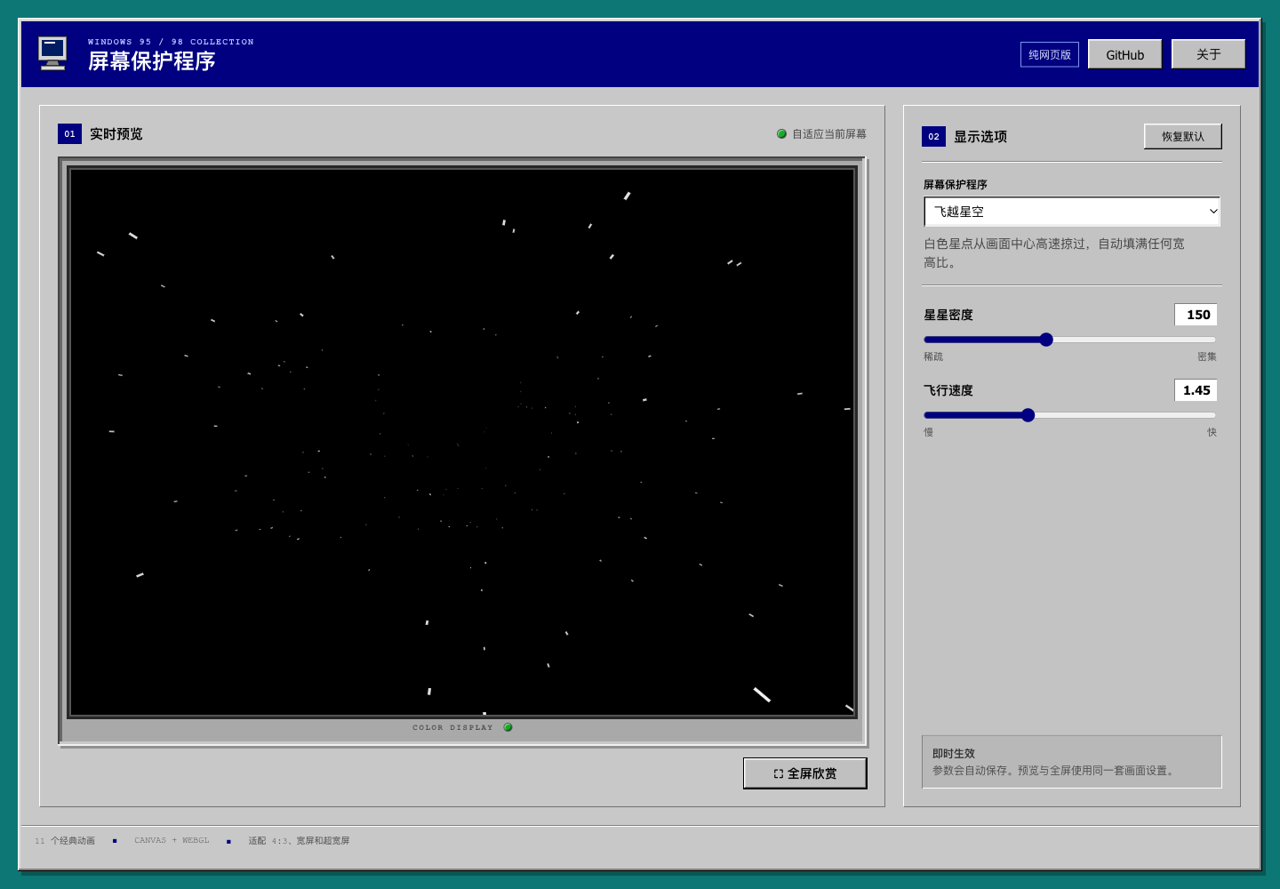 WINDOWS 95 / 98 COLLECTION
屏幕保护程序
纯网页版
GitHub
关于
01 实时预览
自适应当前屏幕
COLOR DISPLAY
全屏欣赏
02 显示选项
恢复默认
屏幕保护程序
飞越星空
白色星点从画面中心高速掠过，自动填满任何宽
高比。
星星密度
150
稀疏
密集
飞行速度
1.45
慢
快
即时生效
参数会自动保存。预览与全屏使用同一套画面设置。
11 个经典动画
CANVAS + WEBGL
适配 4:3、宽屏和超宽屏